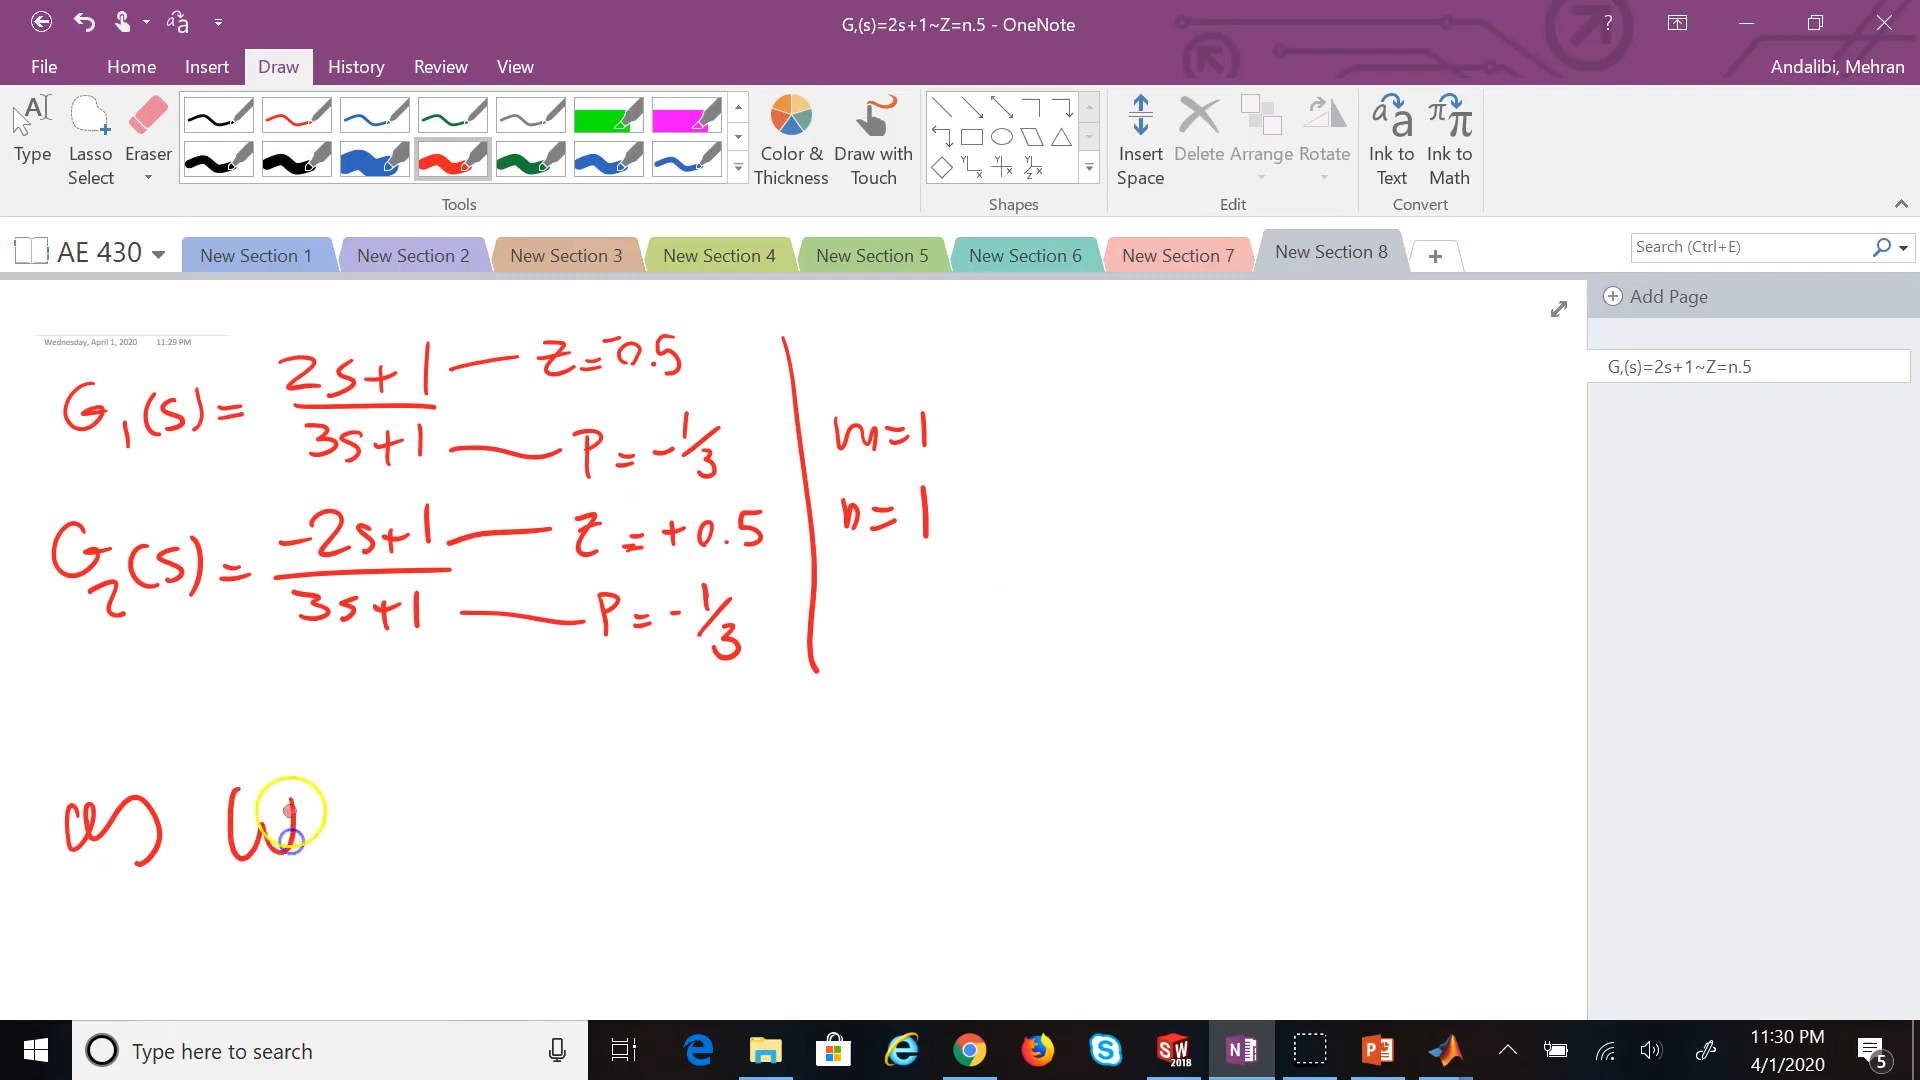 G,(s)=2s+1~Z=n.5 - OneNote
?
File
Home
Insert
Draw
History
Review
View
Andalibi, Mehran
Type
Lasso
Select
Eraser
Color &
Thickness
Draw with
Touch
Insert
Space
Delete
Arrange
Rotate
Ink to
Text
Ink to
Math
Tools
Shapes
Edit
Convert
AE 430
New Section 1
New Section 2
New Section 3
New Section 4
New Section 5
New Section 6
New Section 7
New Section 8
Search (Ctrl+E)
Add Page
G,(s)=2s+1~Z=n.5
Wednesday, April 1, 2020 11:29 PM
G₁(s) = (2s+1)/(3s+1)
z = -0.5
P = -1/3
G₂(s) = (-2s+1)/(3s+1)
z = +0.5
P = -1/3
m=1
n=1
as ω
Type here to search
11:30 PM
4/1/2020
5